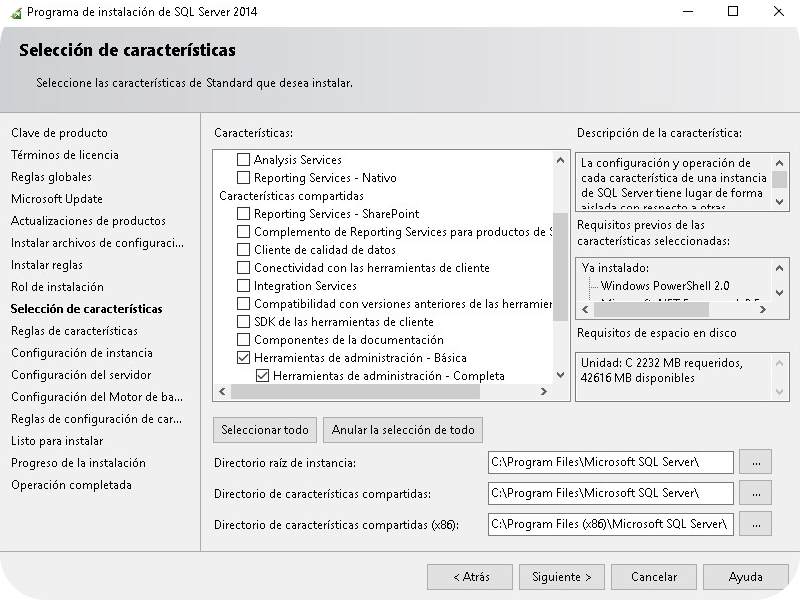 Programa de instalación de SQL Server 2014
Selección de características
Seleccione las características de Standard que desea instalar.
Clave de producto
Términos de licencia
Reglas globales
Microsoft Update
Actualizaciones de productos
Instalar archivos de configuraci...
Instalar reglas
Rol de instalación
Selección de características
Reglas de características
Configuración de instancia
Configuración del servidor
Configuración del Motor de ba...
Reglas de configuración de car...
Listo para instalar
Progreso de la instalación
Operación completada
Características:
Analysis Services
Reporting Services - Nativo
Características compartidas
Reporting Services - SharePoint
Complemento de Reporting Services para productos de
Cliente de calidad de datos
Conectividad con las herramientas de cliente
Integration Services
Compatibilidad con versiones anteriores de las herramier
SDK de las herramientas de cliente
Componentes de la documentación
Herramientas de administración - Básica
Herramientas de administración - Completa
Seleccionar todo
Anular la selección de todo
Descripción de la característica:
La configuración y operación de
cada característica de una instancia
de SQL Server tiene lugar de forma
aislada con respecto a otras
Requisitos previos de las
características seleccionadas:
Ya instalado:
Windows PowerShell 2.0
Requisitos de espacio en disco
Unidad: C 2232 MB requeridos,
42616 MB disponibles
Directorio raíz de instancia:
C:\Program Files\Microsoft SQL Server\
...
Directorio de características compartidas:
C:\Program Files\Microsoft SQL Server\
...
Directorio de características compartidas (x86):
C:\Program Files (x86)\Microsoft SQL Server\
...
< Atrás
Siguiente >
Cancelar
Ayuda